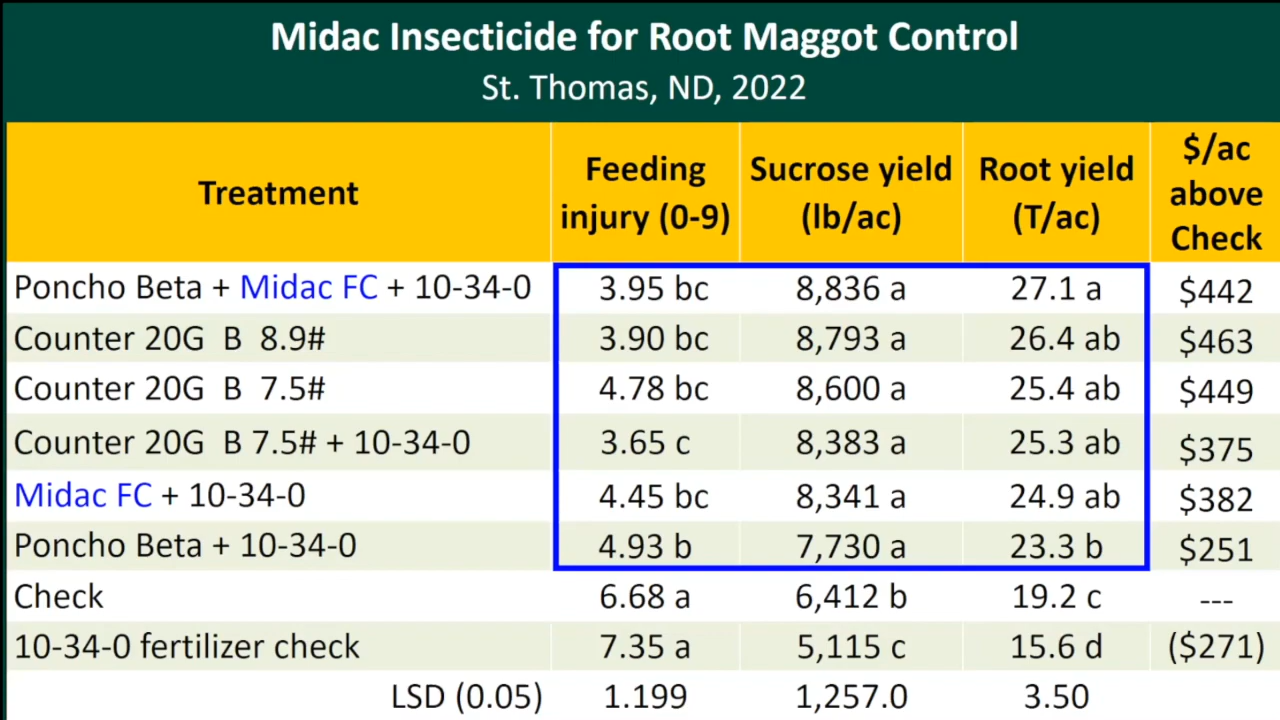 Midac Insecticide for Root Maggot Control
St. Thomas, ND, 2022
Treatment Feeding injury (0-9) Sucrose yield (lb/ac) Root yield (T/ac) $/ac above Check
Poncho Beta + Midac FC + 10-34-0 3.95 bc 8,836 a 27.1 a $442
Counter 20G B 8.9# 3.90 bc 8,793 a 26.4 ab $463
Counter 20G B 7.5# 4.78 bc 8,600 a 25.4 ab $449
Counter 20G B 7.5# + 10-34-0 3.65 c 8,383 a 25.3 ab $375
Midac FC + 10-34-0 4.45 bc 8,341 a 24.9 ab $382
Poncho Beta + 10-34-0 4.93 b 7,730 a 23.3 b $251
Check 6.68 a 6,412 b 19.2 c ---
10-34-0 fertilizer check 7.35 a 5,115 c 15.6 d ($271)
LSD (0.05) 1.199 1,257.0 3.50